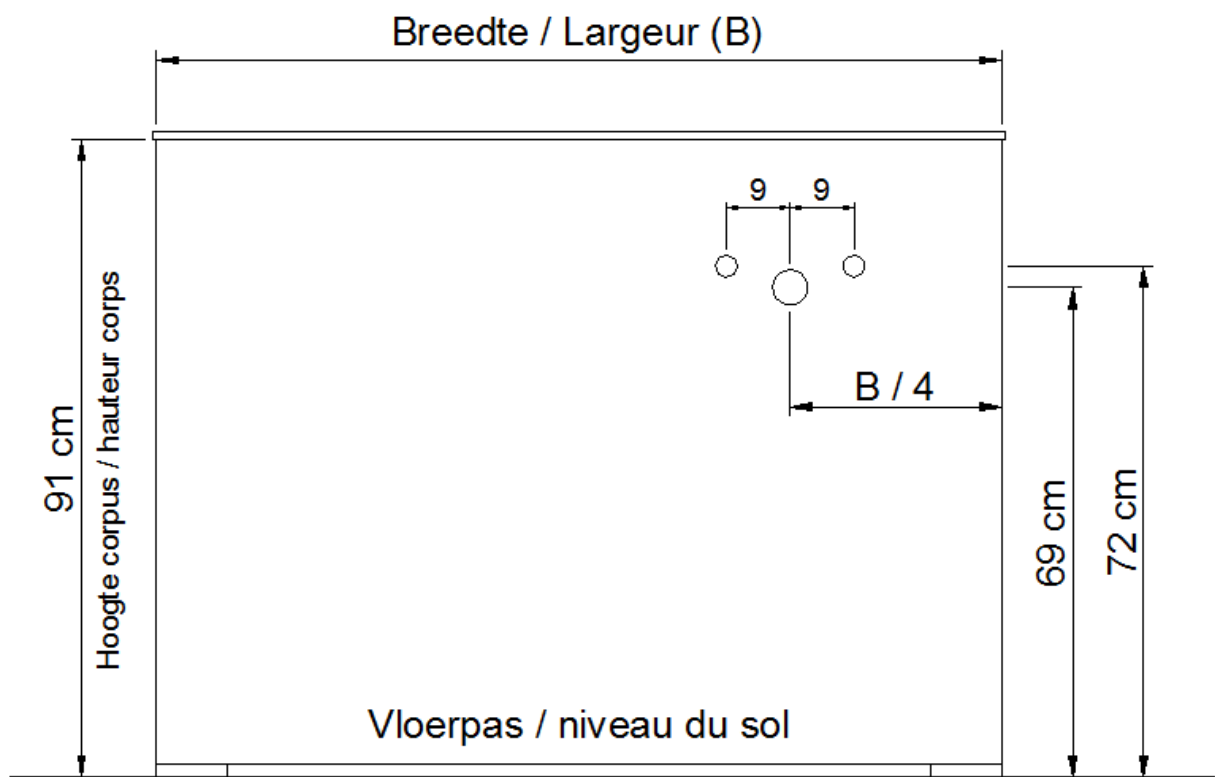 Breedte / Largeur (B)
9
9
B / 4
91 cm
Hoogte corpus / hauteur corps
69 cm
72 cm
Vloerpas / niveau du sol